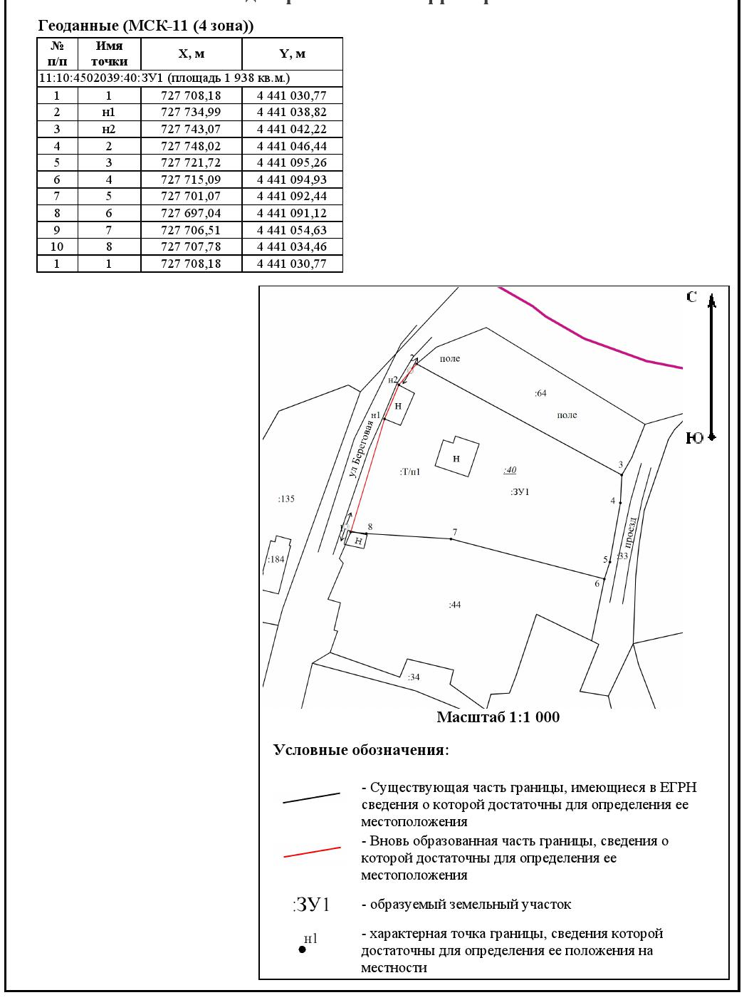 Геоданные (МСК-11 (4 зона))
№ п/п Имя точки X, м Y, м
11:10:4502039:40:ЗУ1 (площадь 1 938 кв.м.)
1 1 727 708,18 4 441 030,77
2 н1 727 734,99 4 441 038,82
3 н2 727 743,07 4 441 042,22
4 2 727 748,02 4 441 046,44
5 3 727 721,72 4 441 095,26
6 4 727 715,09 4 441 094,93
7 5 727 701,07 4 441 092,44
8 6 727 697,04 4 441 091,12
9 7 727 706,51 4 441 054,63
10 8 727 707,78 4 441 034,46
1 1 727 708,18 4 441 030,77
С
2
поле
н2
:64
Н
н1
поле
ул Береговая
Ю
Н
3
:Т/п1
:40
:ЗУ1
:135
4
1
8
7
проезд
Н
:184
5
:33
6
:44
:34
Масштаб 1:1 000
Условные обозначения:
- Существующая часть границы, имеющиеся в ЕГРН
сведения о которой достаточны для определения ее
местоположения
- Вновь образованная часть границы, сведения о
которой достаточны для определения ее
местоположения
:ЗУ1
- образуемый земельный участок
н1
- характерная точка границы, сведения которой
достаточны для определения ее положения на
местности